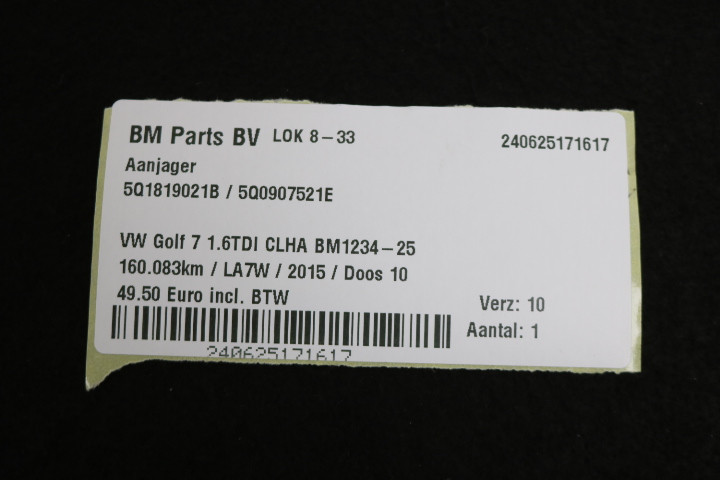 BM Parts BV LOK 8-33 240625171617
Aanjager
5Q1819021B / 5Q0907521E
VW Golf 7 1.6TDI CLHA BM1234-25
160.083km / LA7W / 2015 / Doos 10
49.50 Euro incl. BTW Verz: 10
Aantal: 1
240625171617